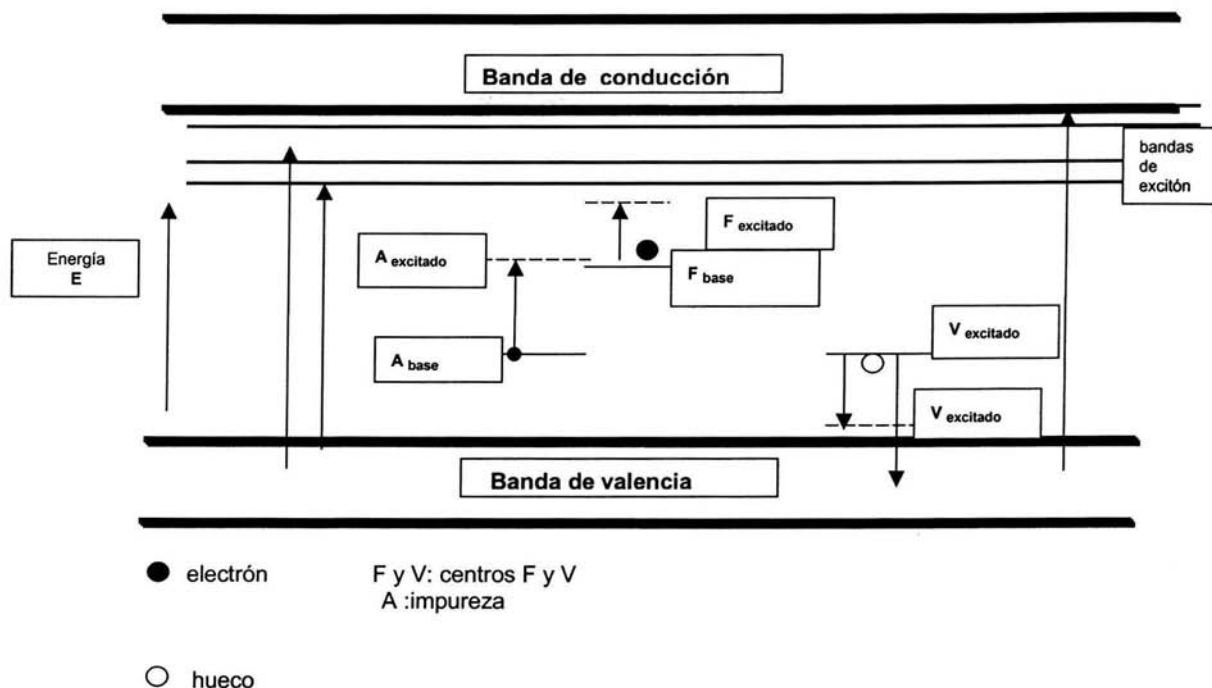 Banda de conducción
bandas
de
excitón
F excitado
A excitado
Energía
E
F base
V excitado
A base
V excitado
Banda de valencia
electrón
F y V: centros F y V
A :impureza
hueco